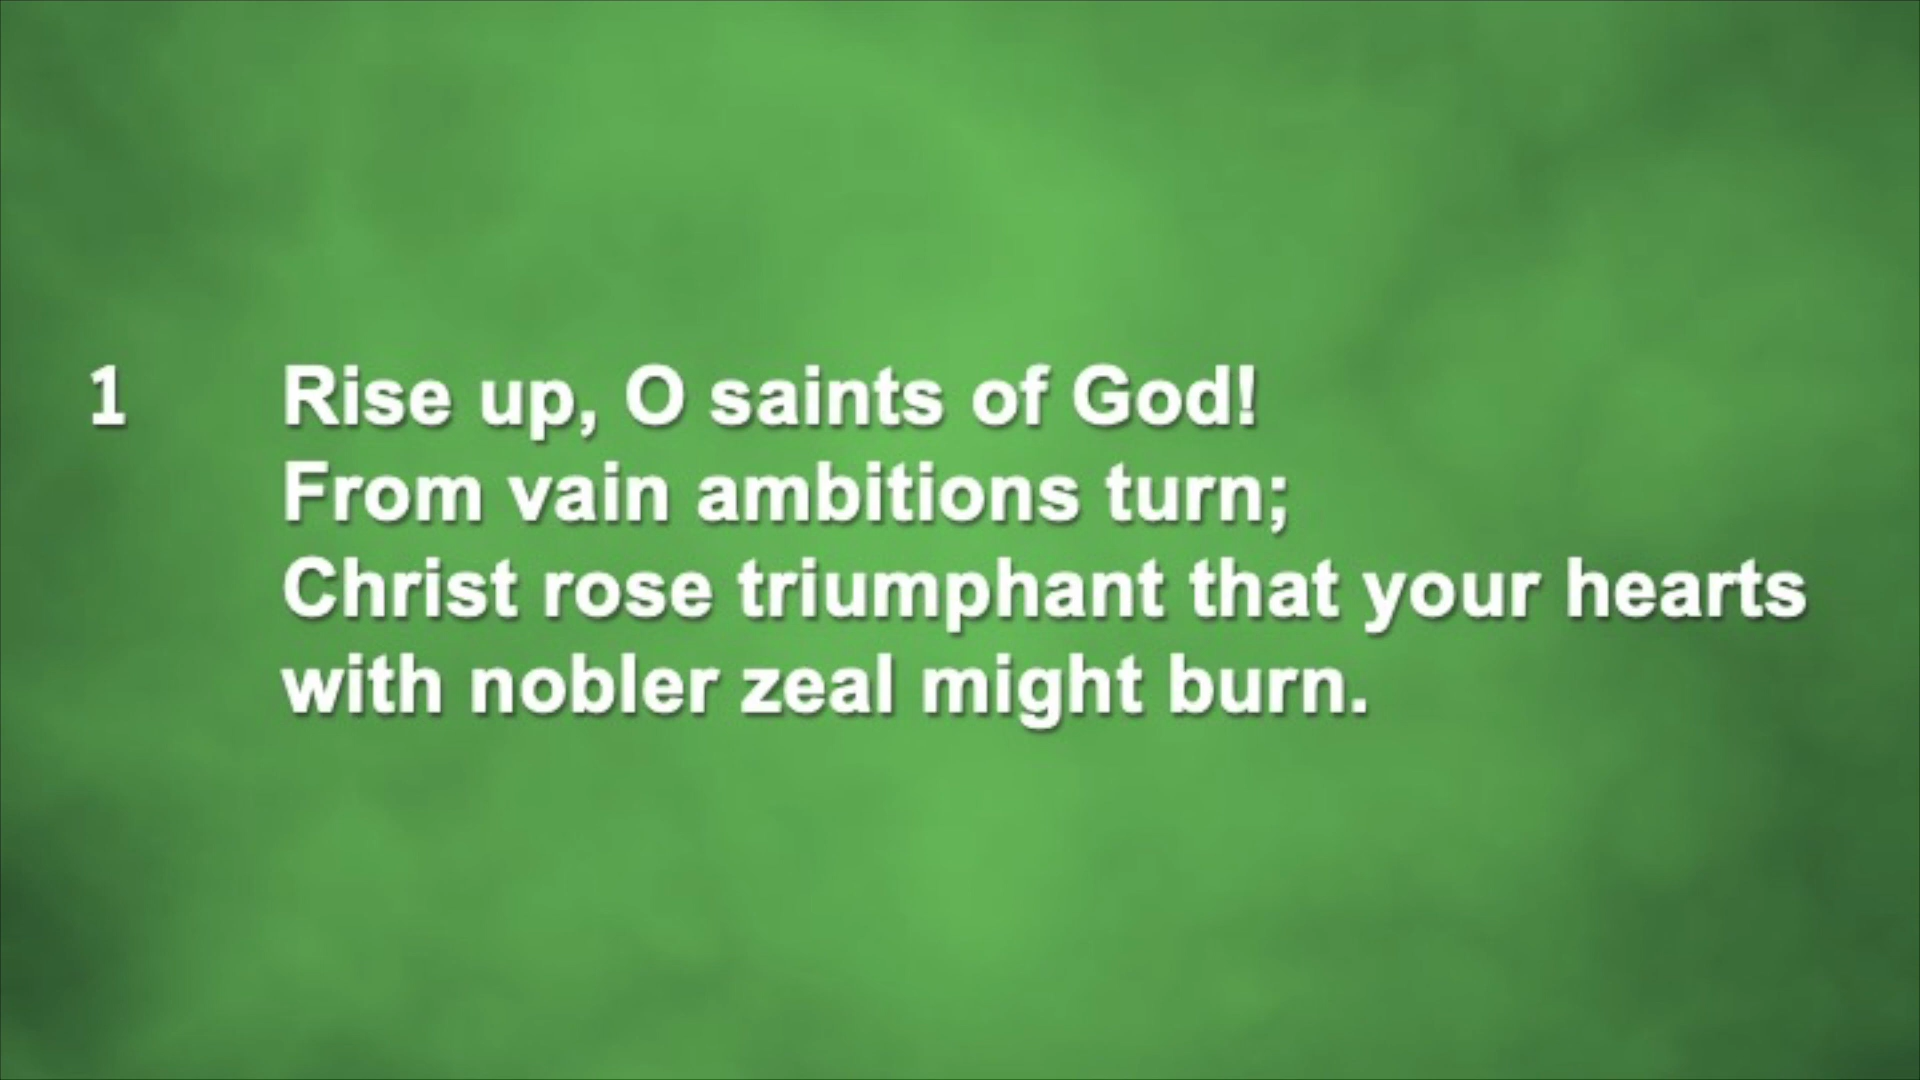 1 Rise up, O saints of God!
From vain ambitions turn;
Christ rose triumphant that your hearts
with nobler zeal might burn.